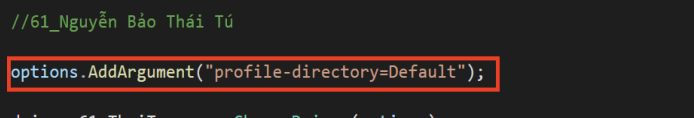 //61_Nguyễn Bảo Thái Tú
options.AddArgument("profile-directory=Default");